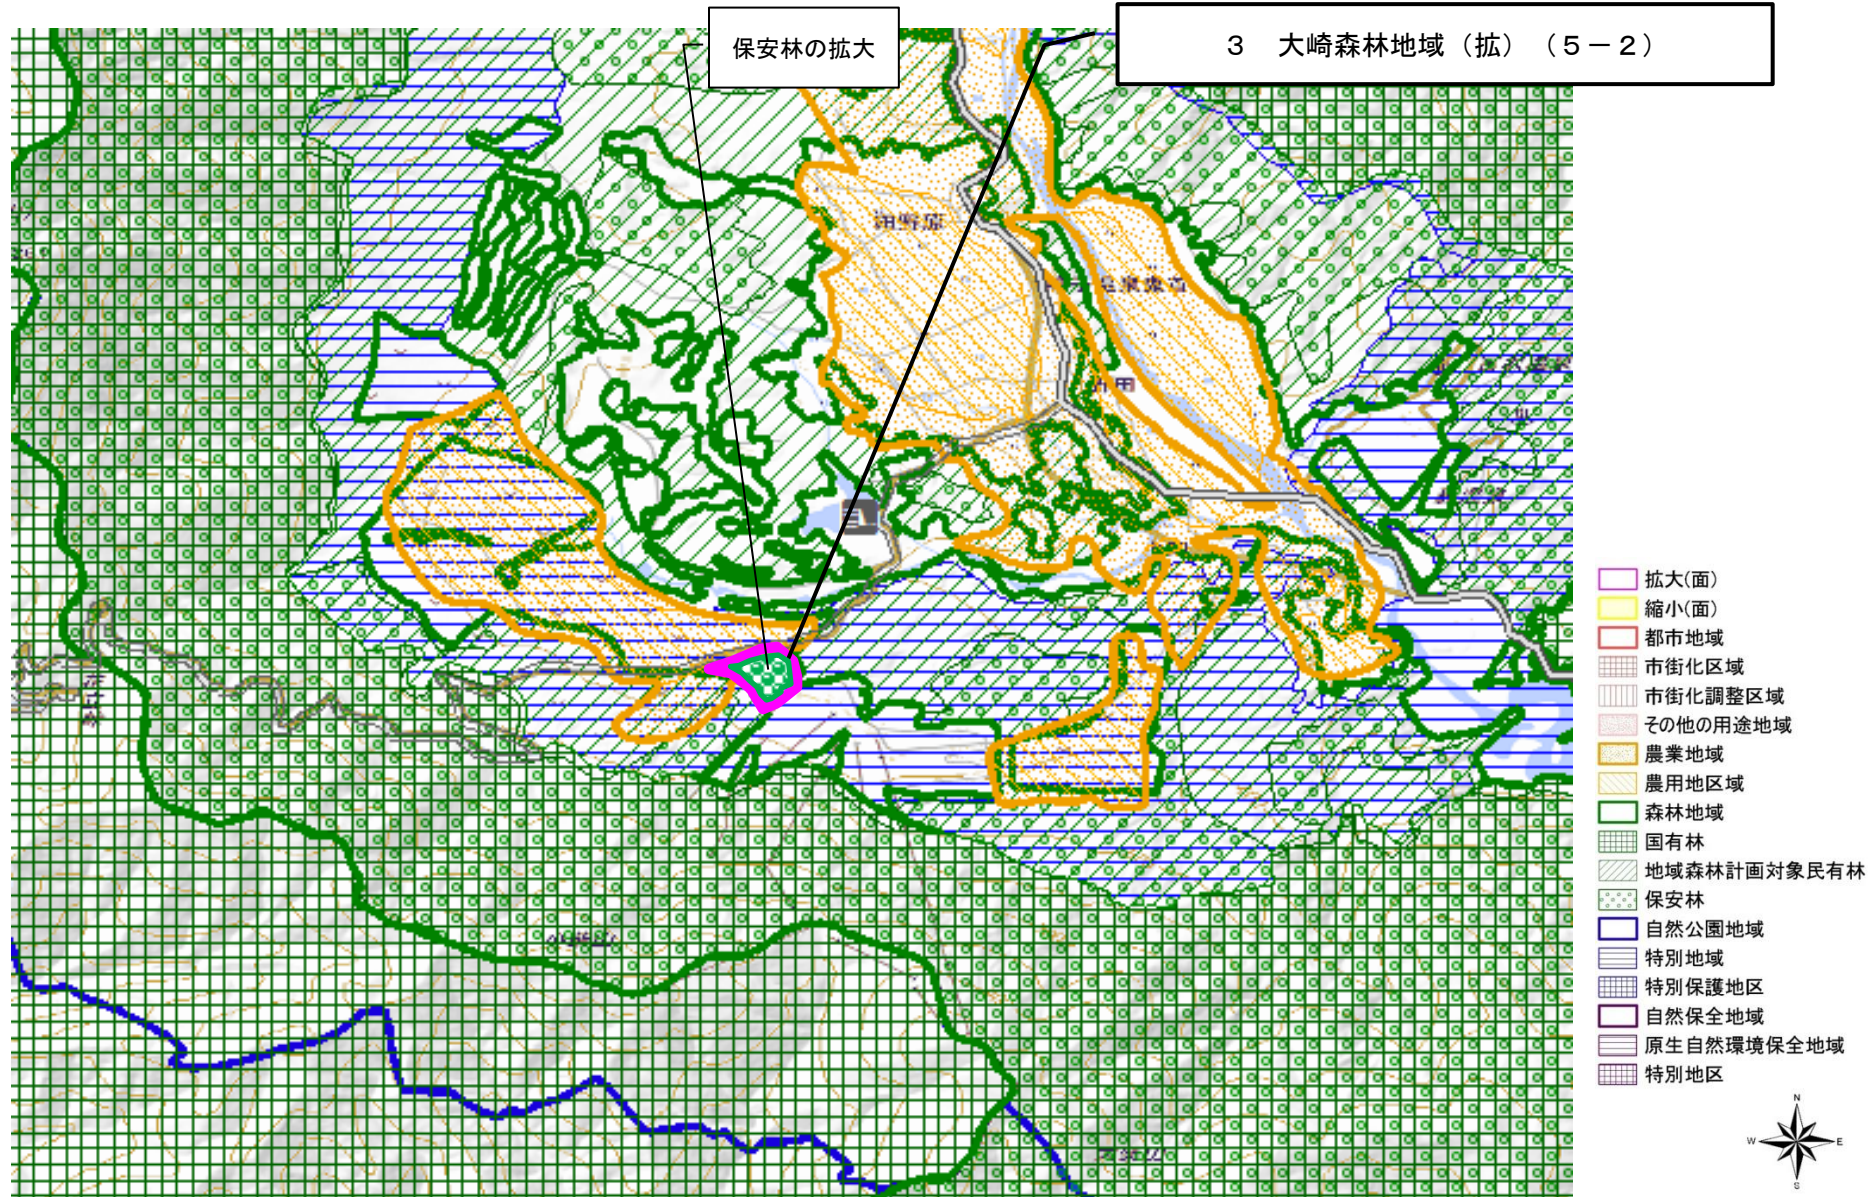 保安林の拡大
3　大崎森林地域（拡）（５－２）
細野原
拡大(面)
縮小(面)
都市地域
市街化区域
市街化調整区域
その他の用途地域
農業地域
農用地区域
森林地域
国有林
地域森林計画対象民有林
保安林
自然公園地域
特別地域
特別保護地区
自然保全地域
原生自然環境保全地域
特別地区
N
W
E
S